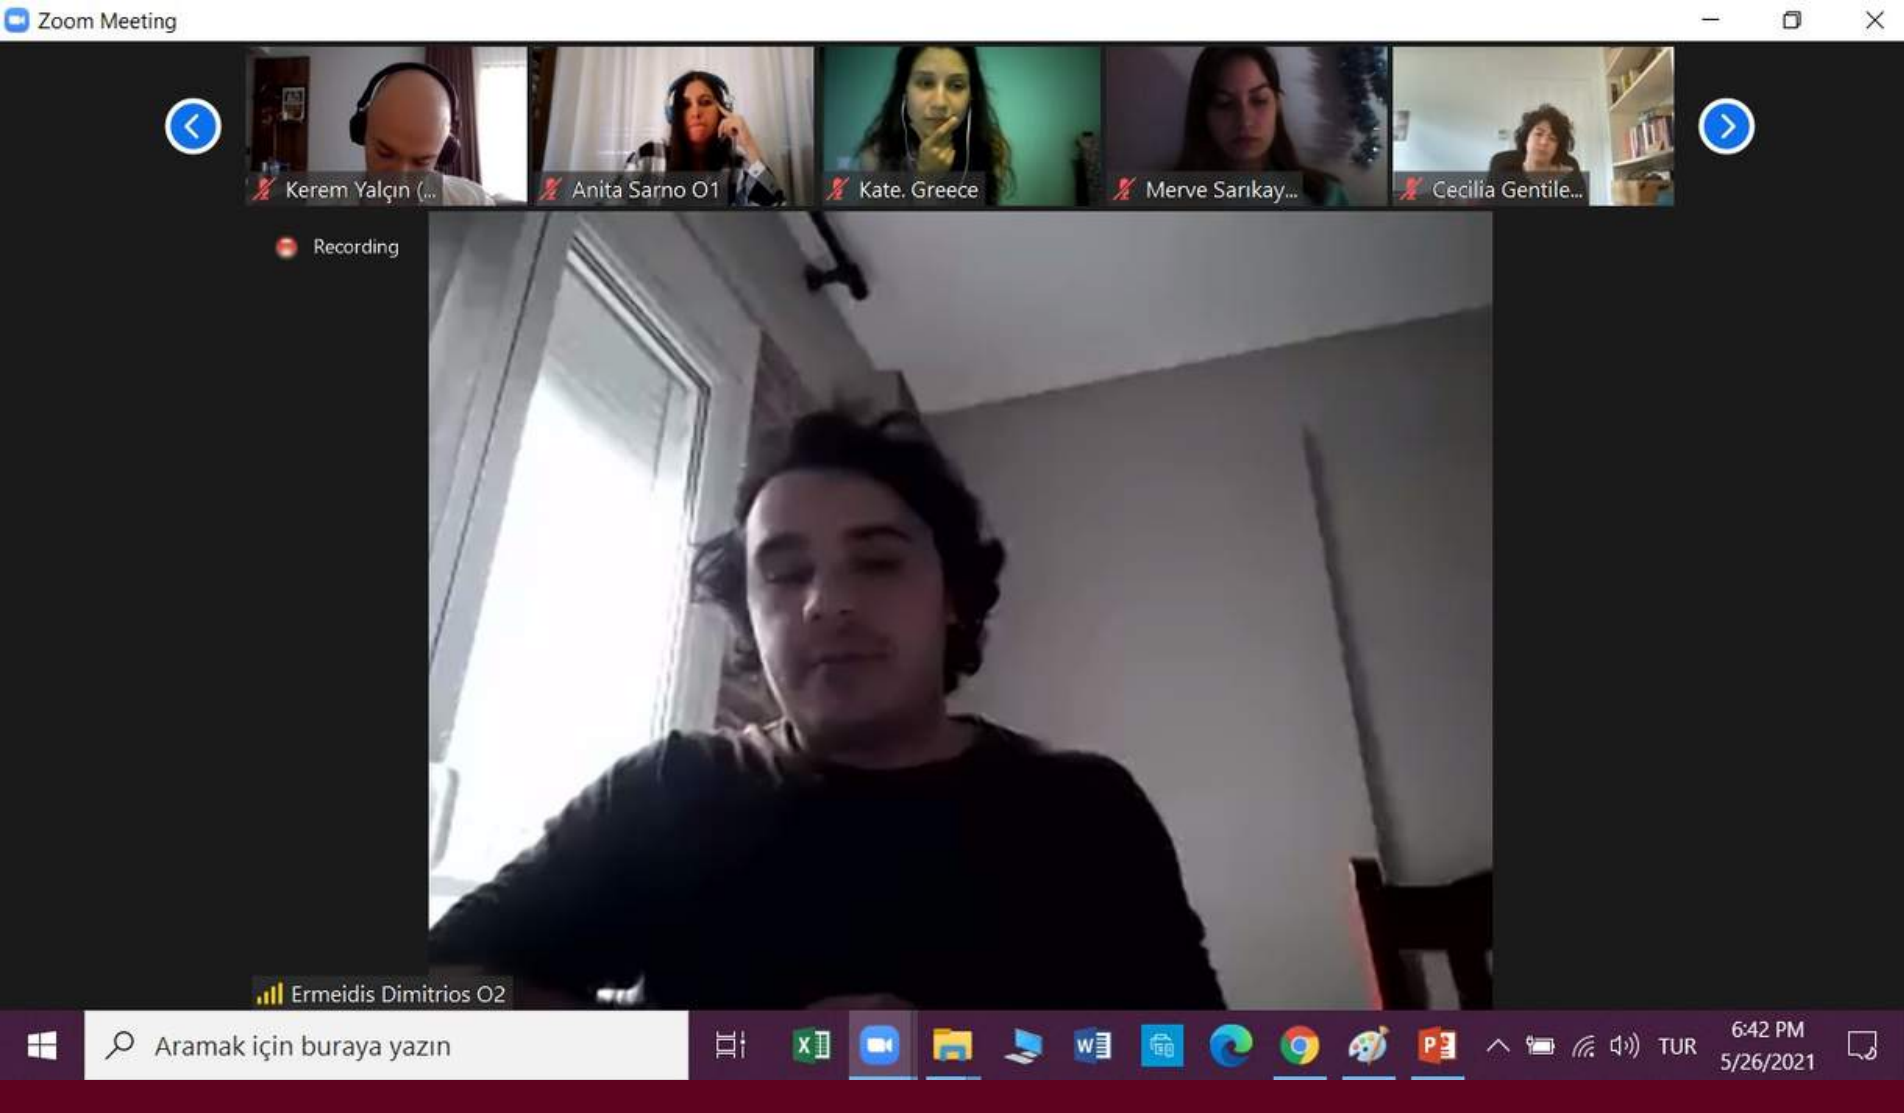 Zoom Meeting
Kerem Yalçın (...
Anita Sarno O1
Kate. Greece
Merve Sarıkay...
Cecilia Gentile...
Recording
Ermeidis Dimitrios O2
Aramak için buraya yazın
TUR
6:42 PM
5/26/2021